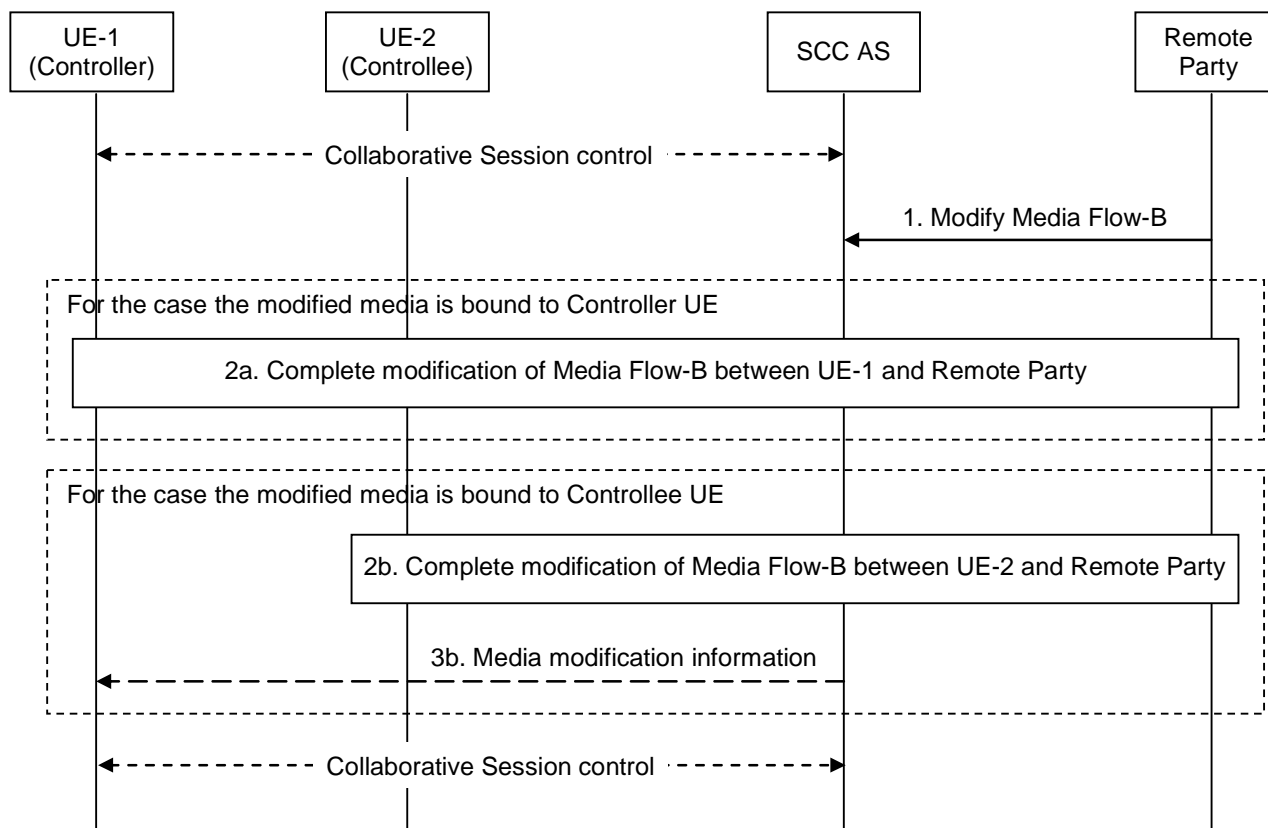 UE-1
(Controller)
UE-2
(Controllee)
SCC AS
Remote
Party
Collaborative Session control
1. Modify Media Flow-B
For the case the modified media is bound to Controller UE
2a. Complete modification of Media Flow-B between UE-1 and Remote Party
For the case the modified media is bound to Controllee UE
2b. Complete modification of Media Flow-B between UE-2 and Remote Party
3b. Media modification information
Collaborative Session control